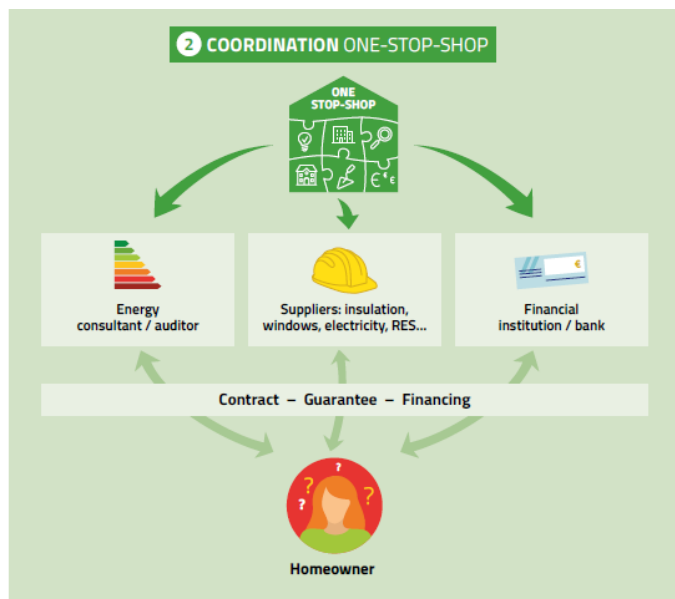 2 COORDINATION ONE-STOP-SHOP
ONE
STOP-SHOP
€ € €
€
Energy
consultant / auditor
Suppliers: insulation,
windows, electricity, RES...
Financial
institution / bank
Contract – Guarantee – Financing
?
? ?
?
Homeowner